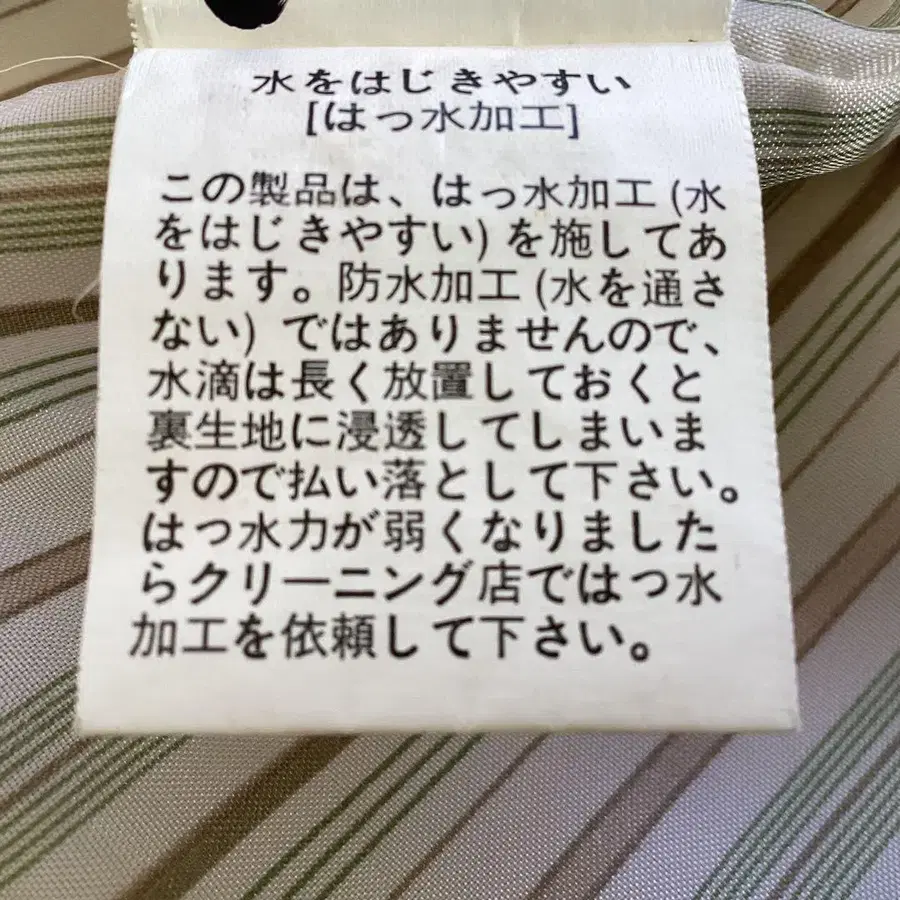 水をはじきやすい
[はっ水加工]
この製品は、はっ水加工(水
をはじきやすい)を施してあ
ります。防水加工(水を通さ
ない)ではありませんので、
水滴は長く放置しておくと
裏生地に浸透してしまいま
すので払い落として下さい。
はっ水力が弱くなりました
らクリーニング店ではっ水
加工を依頼して下さい。